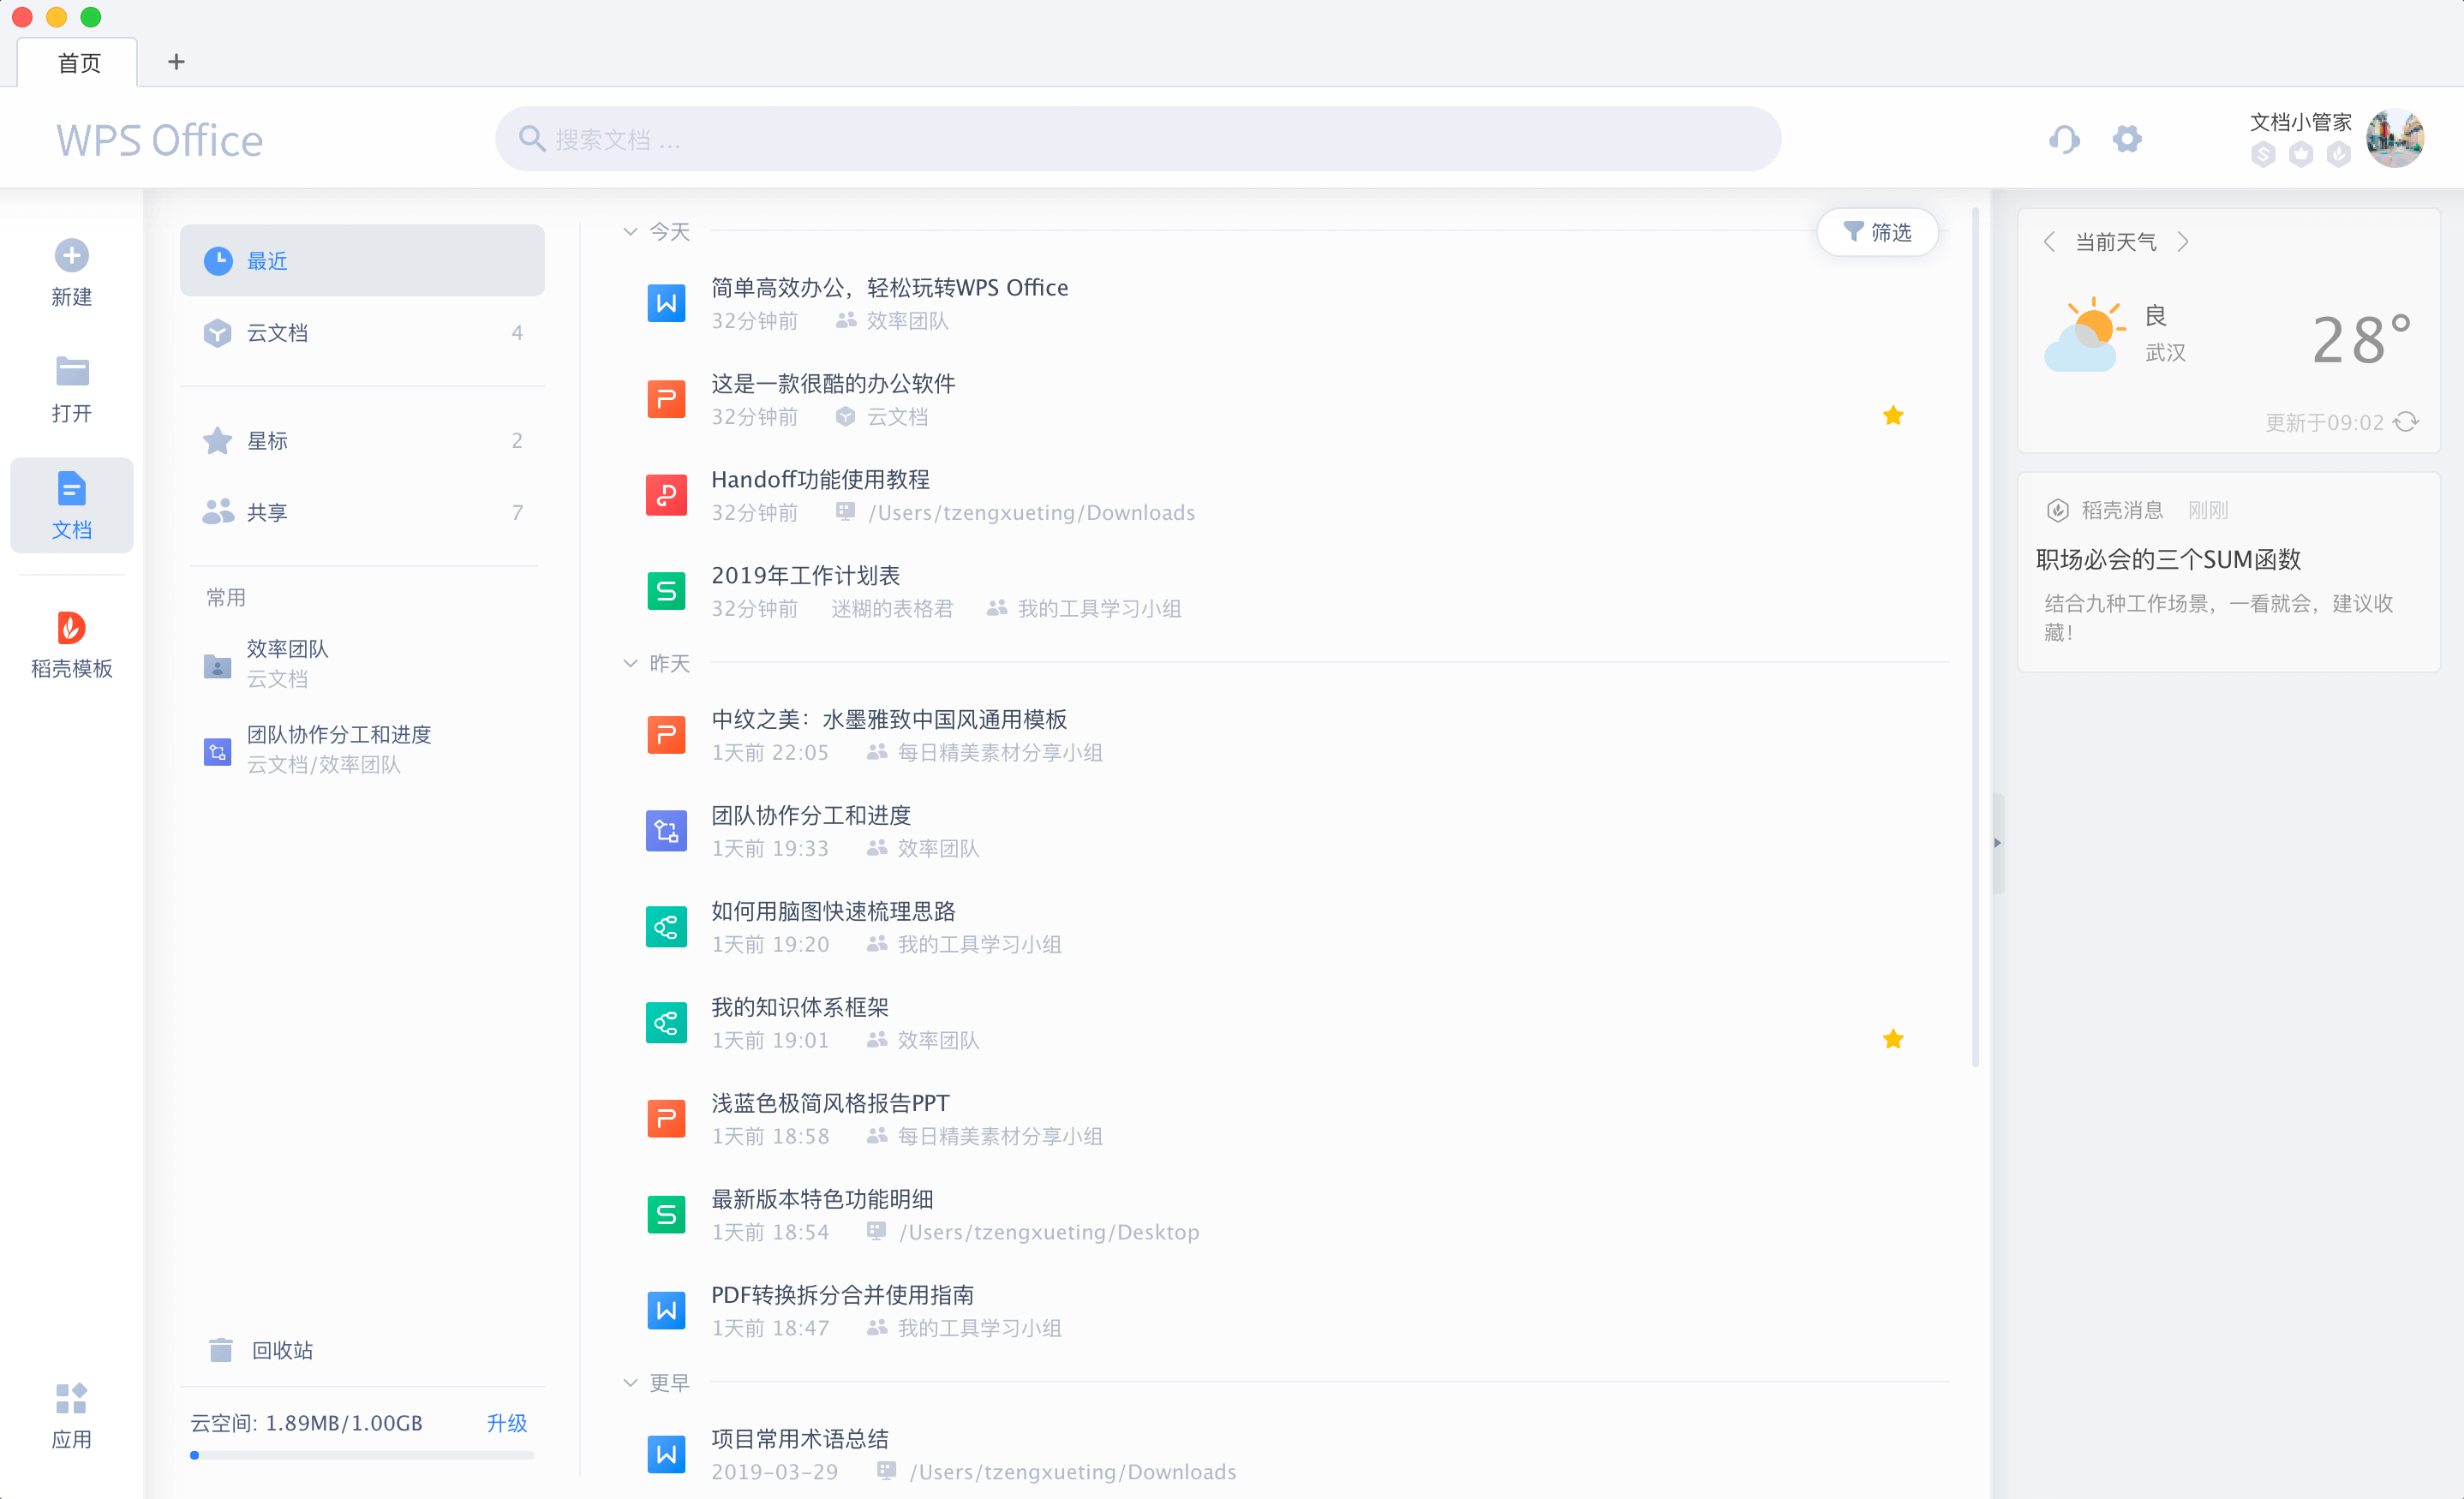 首页
WPS Office
搜索文档 ...
文档小管家
新建
打开
文档
稻壳模板
应用
最近
云文档 4
星标 2
共享 7
常用
效率团队
云文档
团队协作分工和进度
云文档/效率团队
回收站
云空间: 1.89MB/1.00GB 升级
今天
筛选
简单高效办公，轻松玩转WPS Office
32分钟前 效率团队
这是一款很酷的办公软件
32分钟前 云文档
Handoff功能使用教程
32分钟前 /Users/tzengxueting/Downloads
2019年工作计划表
32分钟前 迷糊的表格君 我的工具学习小组
昨天
中纹之美：水墨雅致中国风通用模板
1天前 22:05 每日精美素材分享小组
团队协作分工和进度
1天前 19:33 效率团队
如何用脑图快速梳理思路
1天前 19:20 我的工具学习小组
我的知识体系框架
1天前 19:01 效率团队
浅蓝色极简风格报告PPT
1天前 18:58 每日精美素材分享小组
最新版本特色功能明细
1天前 18:54 /Users/tzengxueting/Desktop
PDF转换拆分合并使用指南
1天前 18:47 我的工具学习小组
更早
项目常用术语总结
2019-03-29 /Users/tzengxueting/Downloads
当前天气
良
武汉
28°
更新于09:02
稻壳消息 刚刚
职场必会的三个SUM函数
结合九种工作场景，一看就会，建议收
藏！